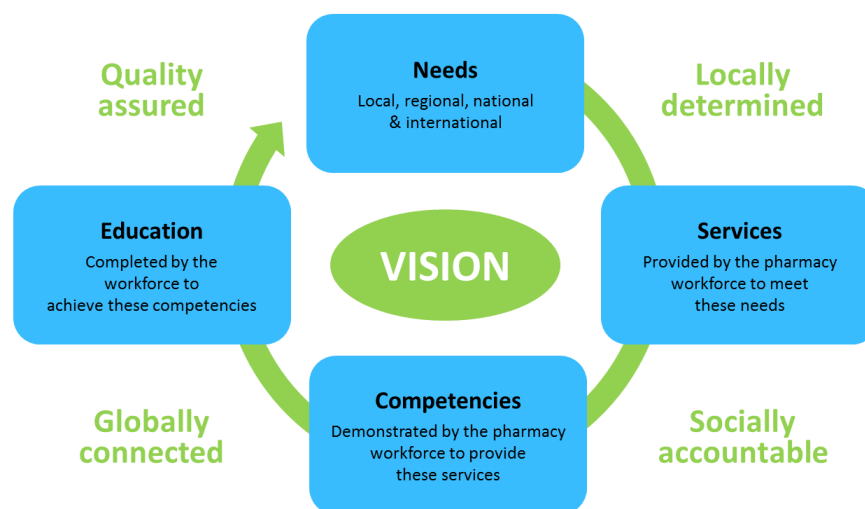 Quality
assured
Needs
Local, regional, national
& international
Locally
determined
Education
Completed by the
workforce to
achieve these competencies
VISION
Services
Provided by the pharmacy
workforce to meet
these needs
Globally
connected
Competencies
Demonstrated by the pharmacy
workforce to provide
these services
Socially
accountable